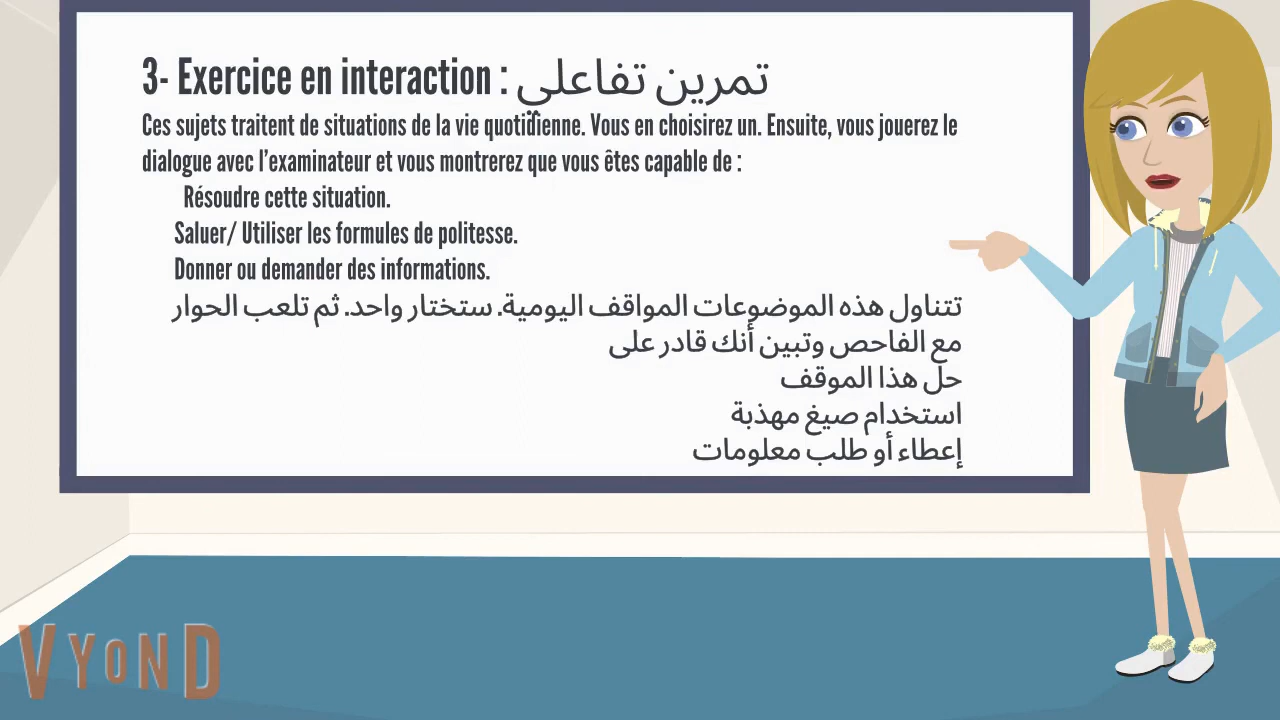 3- Exercice en interaction : تمرين تفاعلي
Ces sujets traitent de situations de la vie quotidienne. Vous en choisirez un. Ensuite, vous jouerez le
dialogue avec l'examinateur et vous montrerez que vous êtes capable de :
Résoudre cette situation.
Saluer/ Utiliser les formules de politesse.
Donner ou demander des informations.
تتناول هذه الموضوعات المواقف اليومية. ستختار واحد. ثم تلعب الحوار
مع الفاحص وتبين أنك قادر على
حل هذا الموقف
استخدام صيغ مهذبة
إعطاء أو طلب معلومات
VYOND